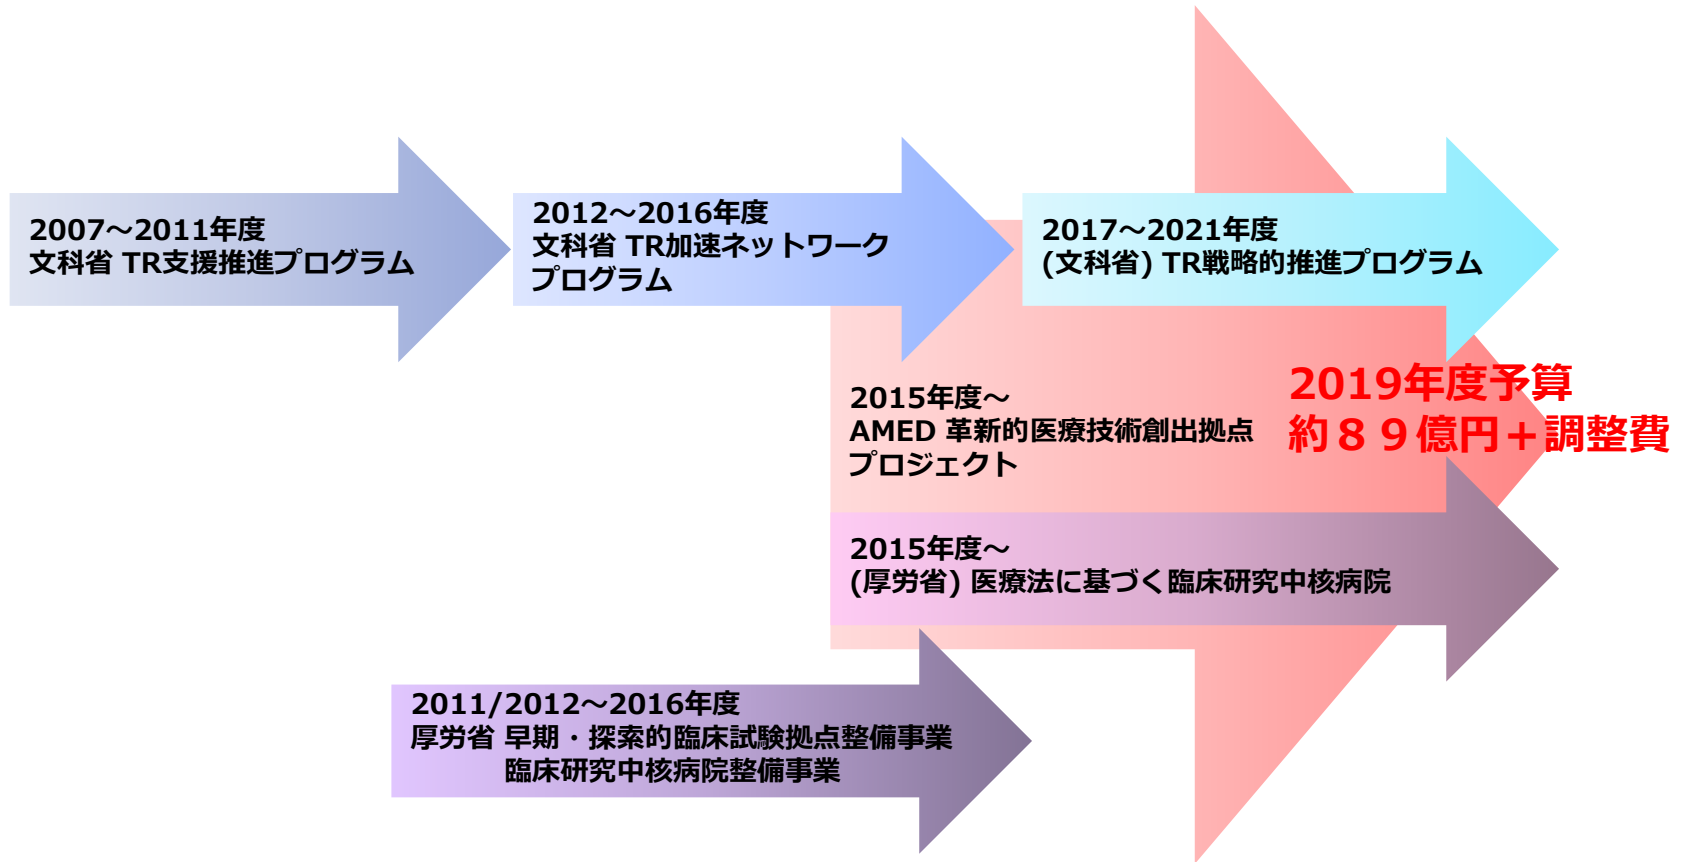 2007～2011年度
文科省 TR支援推進プログラム
2012～2016年度
文科省 TR加速ネットワーク
プログラム
2017～2021年度
(文科省) TR戦略的推進プログラム
2015年度～
AMED 革新的医療技術創出拠点
プロジェクト
2019年度予算
約８９億円＋調整費
2015年度～
(厚労省) 医療法に基づく臨床研究中核病院
2011/2012～2016年度
厚労省 早期・探索的臨床試験拠点整備事業
臨床研究中核病院整備事業